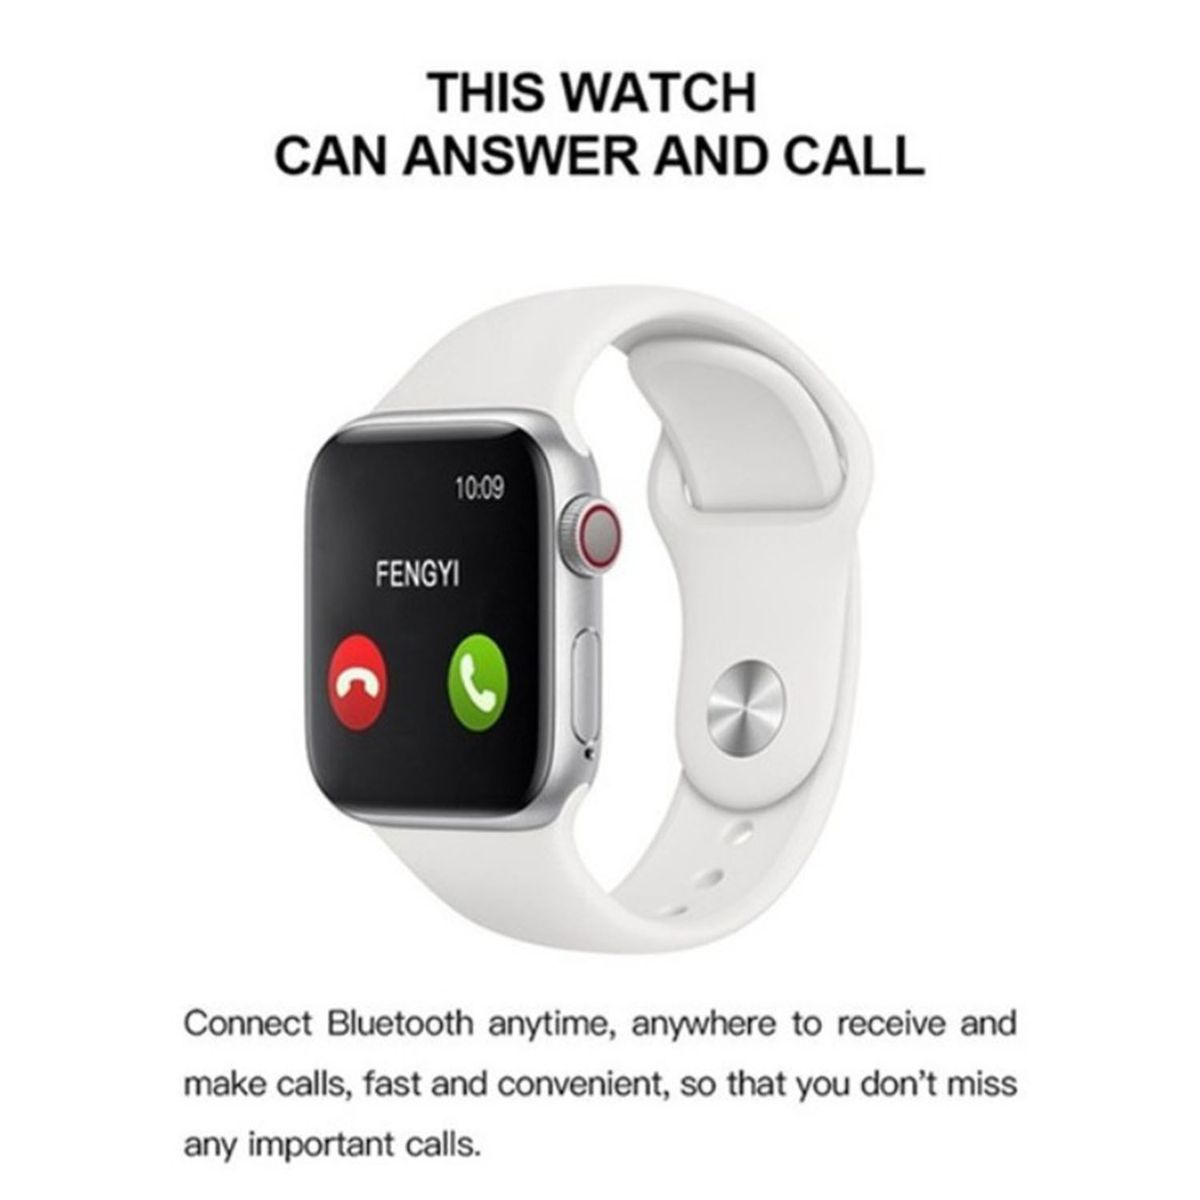 THIS WATCH
CAN ANSWER AND CALL
10:09
FENGYI
Connect Bluetooth anytime, anywhere to receive and
make calls, fast and convenient, so that you don’t miss
any important calls.